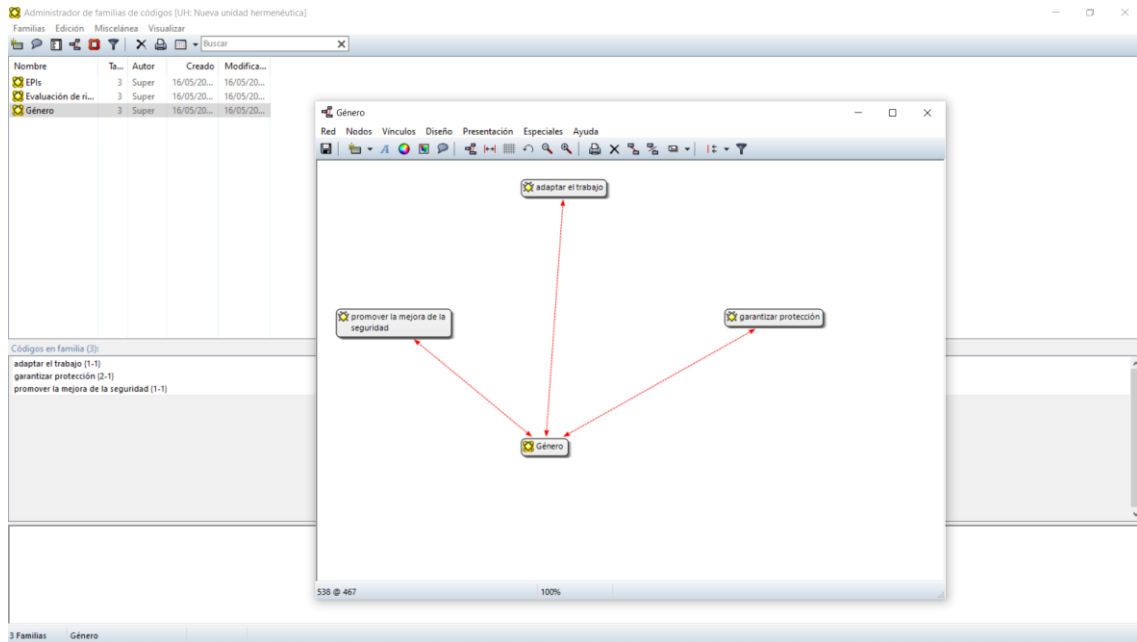 Administrador de familias de códigos [UH: Nueva unidad hermenéutica]
Familias Edición Miscelánea Visualizar
Buscar
Nombre Ta... Autor Creado Modifica...
EPIs 3 Super 16/05/20... 16/05/20...
Evaluación de ri... 3 Super 16/05/20... 16/05/20...
Género 3 Super 16/05/20... 16/05/20...
Códigos en familia (3):
adaptar el trabajo {1-1}
garantizar protección {2-1}
promover la mejora de la seguridad {1-1}
Género
Red Nodos Vínculos Diseño Presentación Especiales Ayuda
adaptar el trabajo
promover la mejora de la
seguridad
garantizar protección
Género
538 @ 467 100%
3 Familias Género